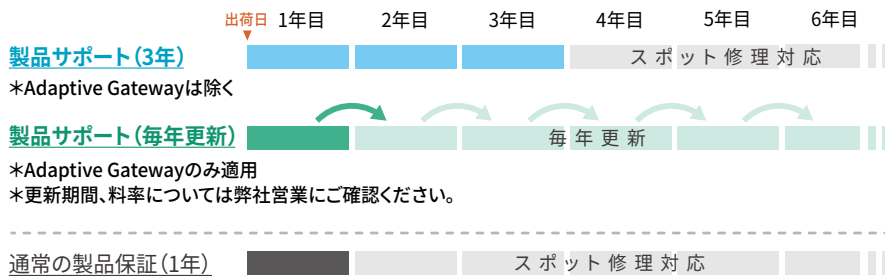 出荷日 1年目 2年目 3年目 4年目 5年目 6年目
製品サポート(3年) スポット修理対応
＊Adaptive Gatewayは除く
製品サポート(毎年更新) 毎年更新
＊Adaptive Gatewayのみ適用
＊更新期間、料率については弊社営業にご確認ください。
通常の製品保証(1年) スポット修理対応